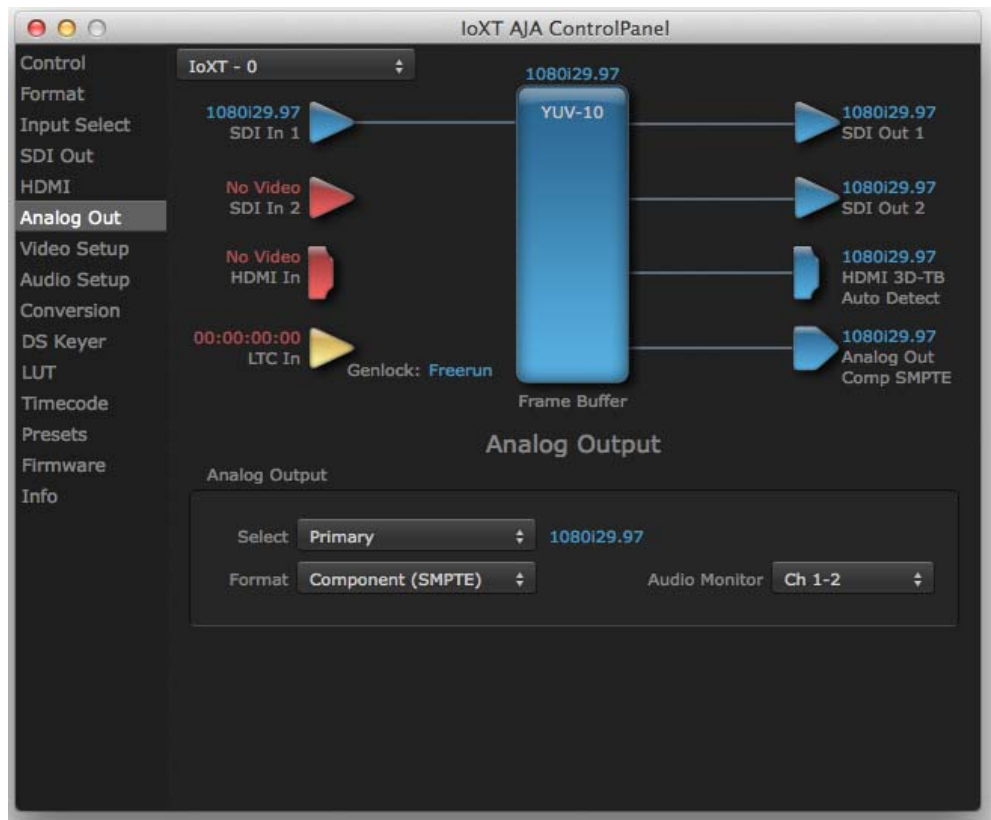 IoXT AJA ControlPanel
Control
Format
Input Select
SDI Out
HDMI
Analog Out
Video Setup
Audio Setup
Conversion
DS Keyer
LUT
Timecode
Presets
Firmware
Info
IoXT - 0
1080i29.97
SDI In 1
No Video
SDI In 2
No Video
HDMI In
00:00:00:00
LTC In
Genlock: Freerun
1080i29.97
YUV-10
Frame Buffer
1080i29.97
SDI Out 1
1080i29.97
SDI Out 2
1080i29.97
HDMI 3D-TB
Auto Detect
1080i29.97
Analog Out
Comp SMPTE
Analog Output
Analog Output
Select Primary 1080i29.97
Format Component (SMPTE) Audio Monitor Ch 1-2